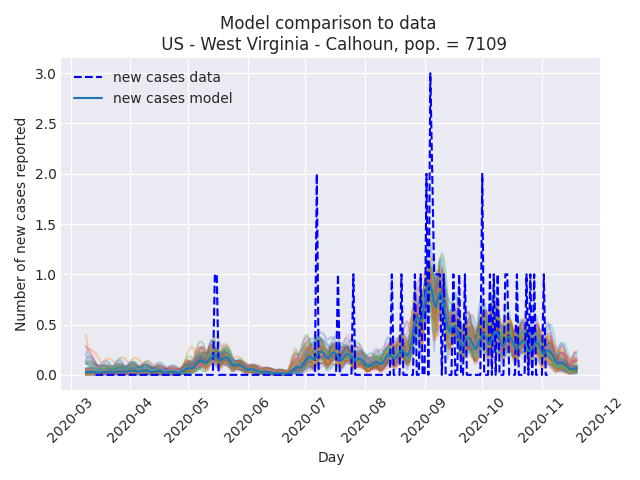 Model comparison to data
US - West Virginia - Calhoun, pop. = 7109
new cases data
new cases model
3.0
2.5
2.0
1.5
1.0
0.5
0.0
Number of new cases reported
2020-03
2020-04
2020-05
2020-06
2020-07
2020-08
2020-09
2020-10
2020-11
2020-12
Day